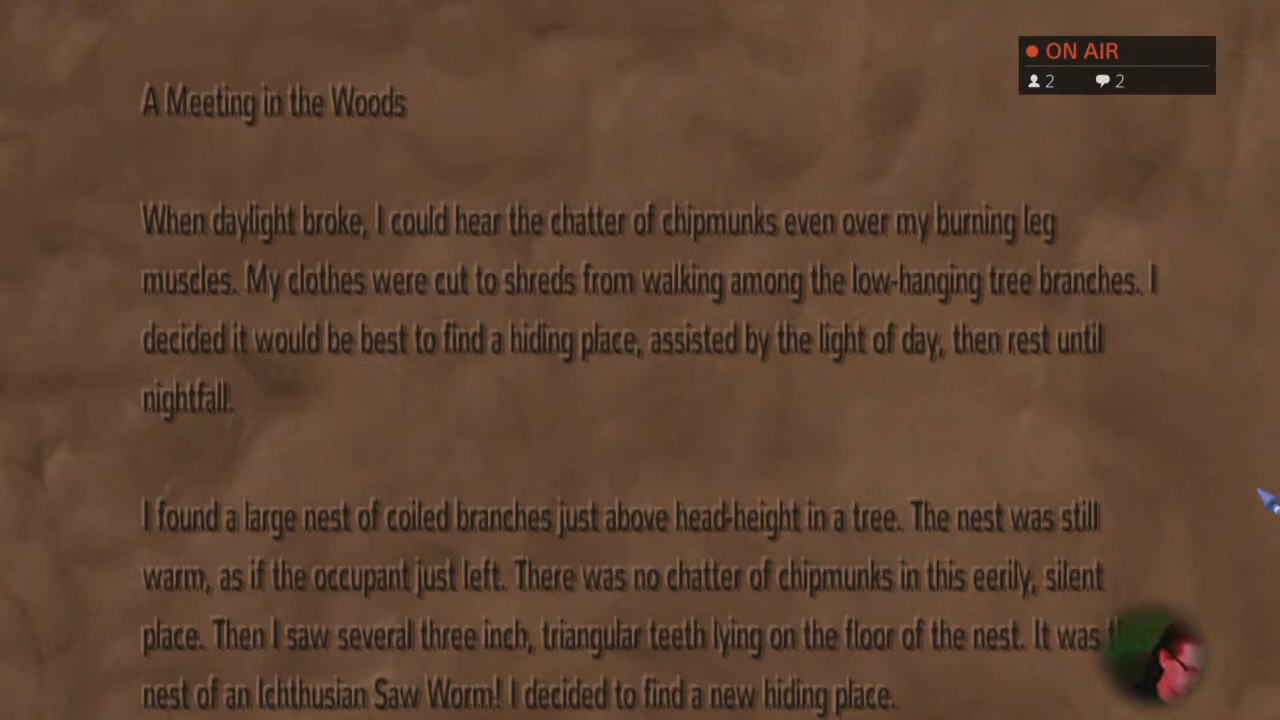 ON AIR
2 2
A Meeting in the Woods
When daylight broke, I could hear the chatter of chipmunks even over my burning leg
muscles. My clothes were cut to shreds from walking among the low-hanging tree branches. I
decided it would be best to find a hiding place, assisted by the light of day, then rest until
nightfall.
I found a large nest of coiled branches just above head-height in a tree. The nest was still
warm, as if the occupant just left. There was no chatter of chipmunks in this eerily, silent
place. Then I saw several three inch, triangular teeth lying on the floor of the nest. It was
nest of an Ichthusian Saw Worm! I decided to find a new hiding place.